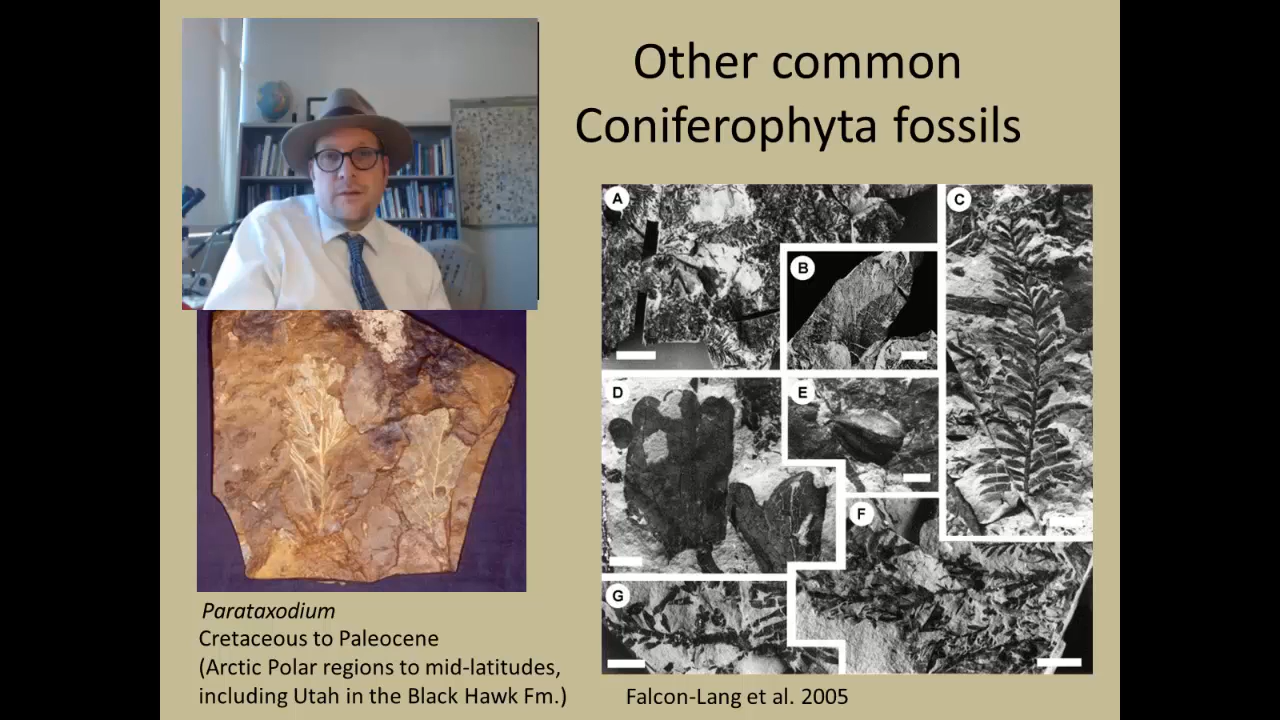 Other common
Coniferophyta fossils
A
B
C
D
E
F
G
Parataxodium
Cretaceous to Paleocene
(Arctic Polar regions to mid-latitudes,
including Utah in the Black Hawk Fm.)
Falcon-Lang et al. 2005